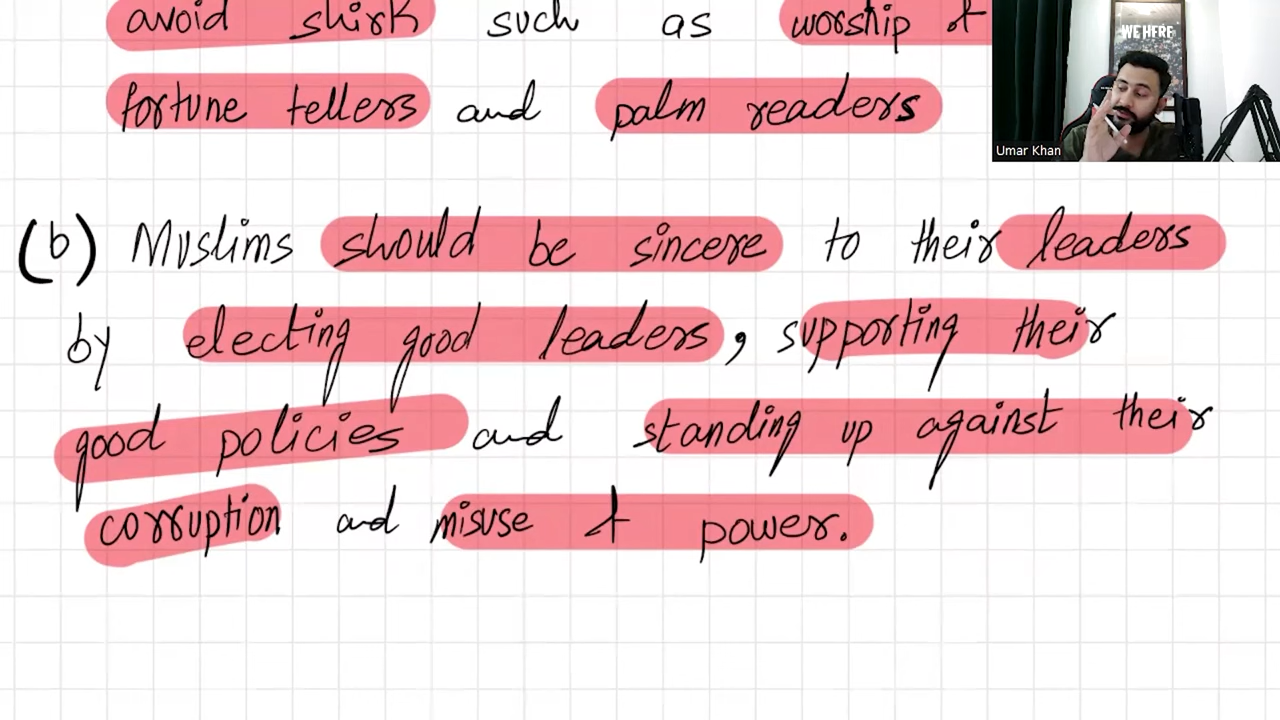 avoid shirk such as worship of
WE HERE
fortune tellers and palm readers
Umar Khan
(b) Muslims should be sincere to their leaders
by electing good leaders, supporting their
good policies and standing up against their
corruption and misuse of power.